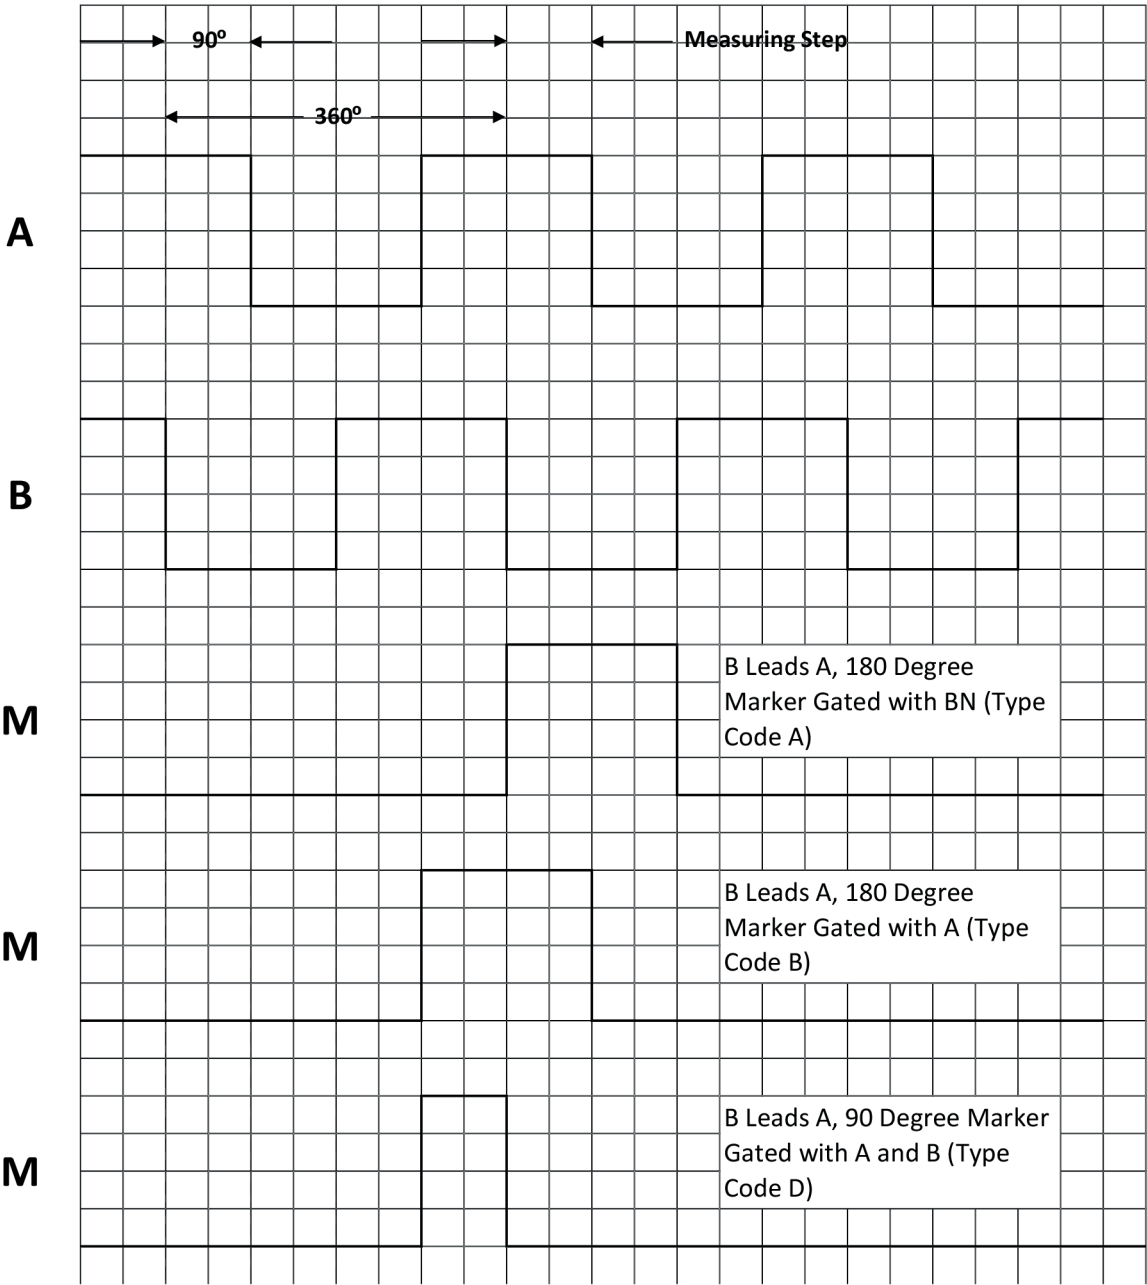 90º
Measuring Step
360º
A
B
M
B Leads A, 180 Degree
Marker Gated with BN (Type
Code A)
M
B Leads A, 180 Degree
Marker Gated with A (Type
Code B)
M
B Leads A, 90 Degree Marker
Gated with A and B (Type
Code D)